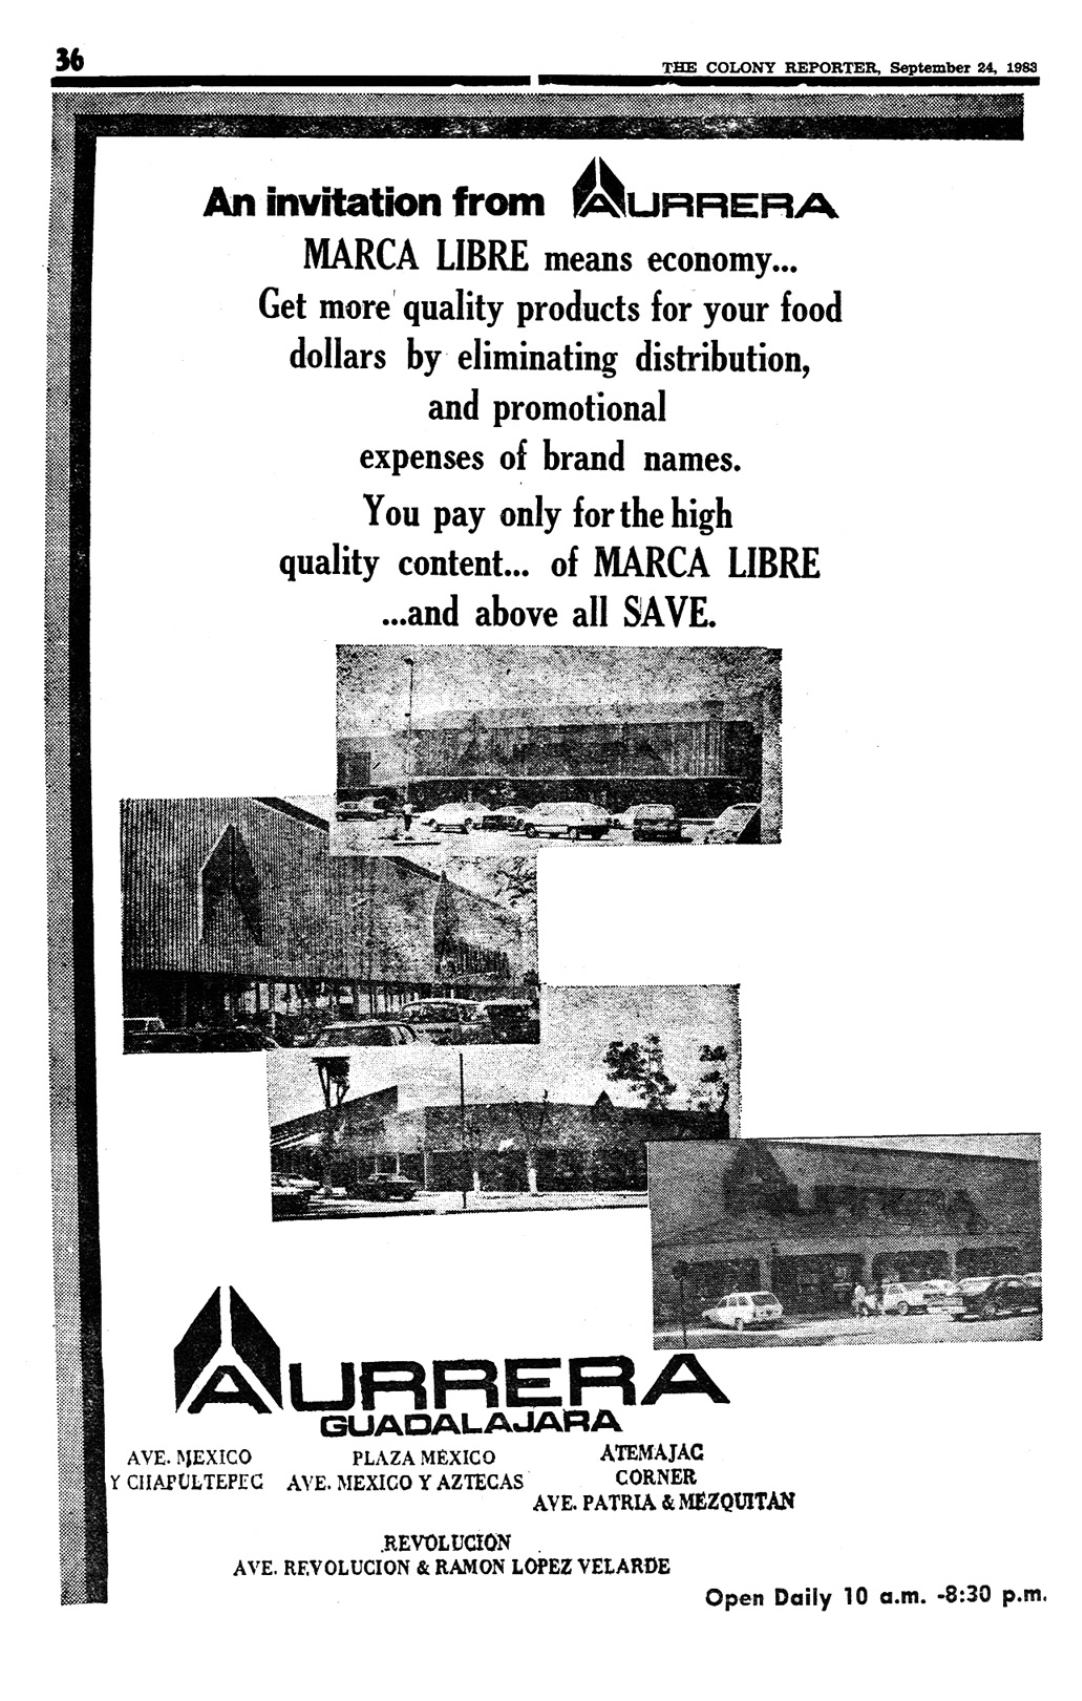 36
THE COLONY REPORTER, September 24, 1983
An invitation from AURRERA
MARCA LIBRE means economy...
Get more quality products for your food
dollars by eliminating distribution,
and promotional
expenses of brand names.
You pay only for the high
quality content... of MARCA LIBRE
...and above all SAVE.
AURRERA
AURRERA
AURRERA
GUADALAJARA
AVE. MEXICO
Y CHAPULTEPEC
PLAZA MEXICO
AVE. MEXICO Y AZTECAS
ATEMAJAC
CORNER
AVE. PATRIA & MEZQUITAN
REVOLUCION
AVE. REVOLUCION & RAMON LOPEZ VELARDE
Open Daily 10 a.m. -8:30 p.m.